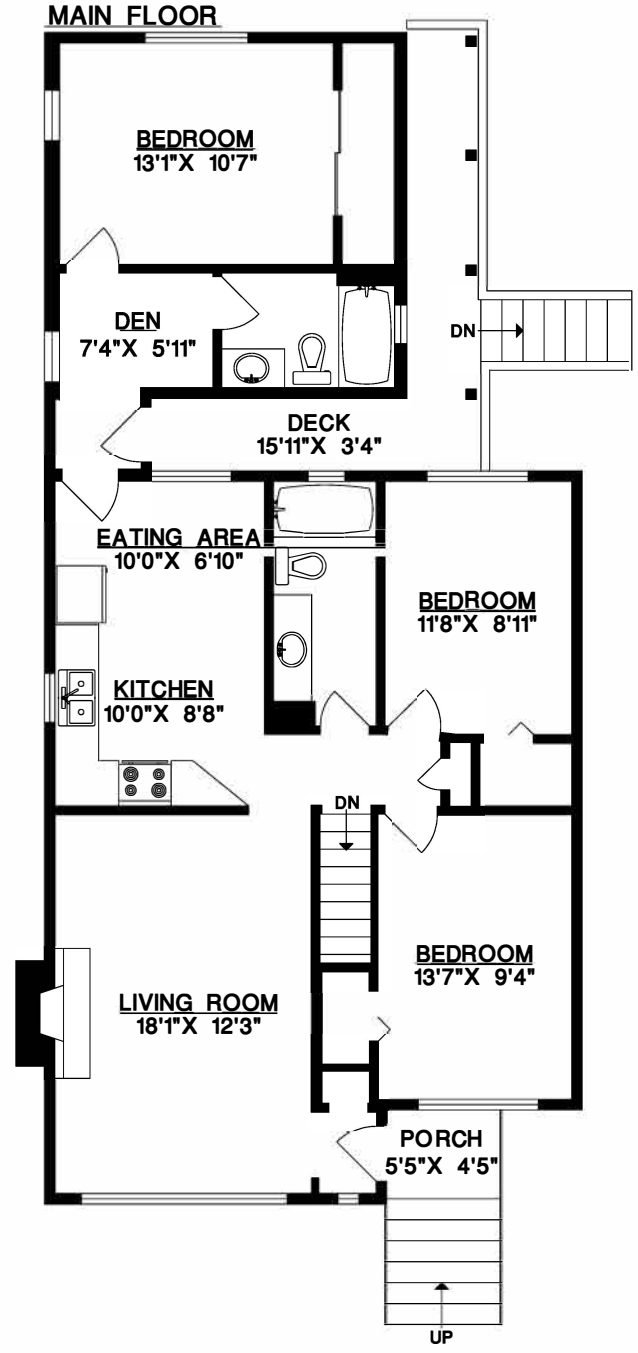 MAIN FLOOR
BEDROOM
13'1"X 10'7"
DEN
7'4"X 5'11"
DN
DECK
15'11"X 3'4"
EATING AREA
10'0"X 6'10"
BEDROOM
11'8"X 8'11"
KITCHEN
10'0"X 8'8"
DN
BEDROOM
13'7"X 9'4"
LIVING ROOM
18'1"X 12'3"
PORCH
5'5"X 4'5"
UP